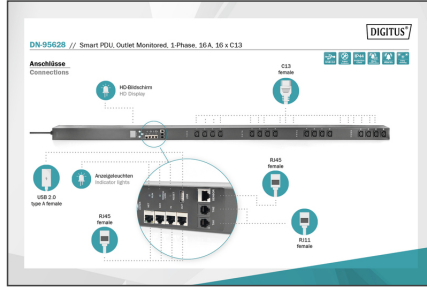 DIGITUS®
DN-95628 // Smart PDU, Outlet Monitored, 1-Phase, 16 A, 16 x C13
Anschlüsse
Connections
C13
female
HD-Bildschirm
HD Display
Anzeigeleuchten
Indicator lights
USB 2.0
type A female
RJ45
female
RJ45
female
RJ11
female